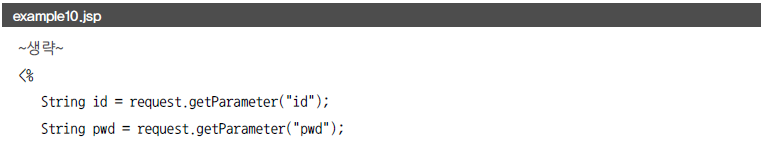 example10.jsp
~생략~
<%
String id = request.getParameter("id");
String pwd = request.getParameter("pwd");